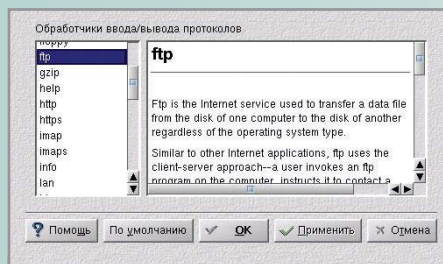 Обработчики ввода/вывода протоколов
floppy
ftp
gzip
help
http
https
imap
imaps
info
lan
ftp
Ftp is the Internet service used to transfer a data file
from the disk of one computer to the disk of another
regardless of the operating system type.
Similar to other Internet applications, ftp uses the
client-server approach--a user invokes an ftp
program on the computer, instructs it to contact a
Помощь
По умолчанию
OK
Применить
Отмена